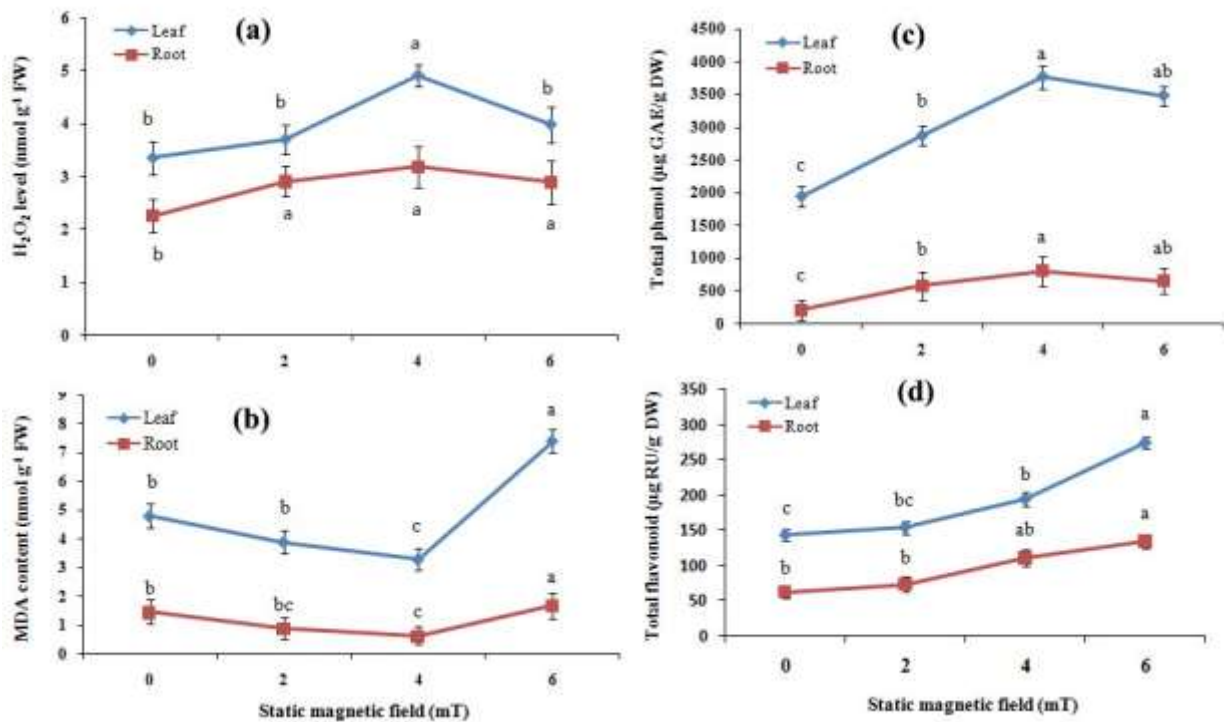 (a)
Leaf
Root
H₂O₂ level (nmol g⁻¹ FW)
6
5
4
3
2
1
0
b
b
a
b
b
a
a
a
0
2
4
6
(b)
Leaf
Root
MDA content (nmol g⁻¹ FW)
9
8
7
6
5
4
3
2
1
0
b
b
c
a
b
bc
c
a
0
2
4
6
Static magnetic field (mT)
(c)
Leaf
Root
Total phenol (µg GAE/g DW)
4500
4000
3500
3000
2500
2000
1500
1000
500
0
c
b
a
ab
c
b
a
ab
0
2
4
6
(d)
Leaf
Root
Total flavonoid (µg RU/g DW)
350
300
250
200
150
100
50
0
c
bc
b
a
b
b
ab
a
0
2
4
6
Static magnetic field (mT)